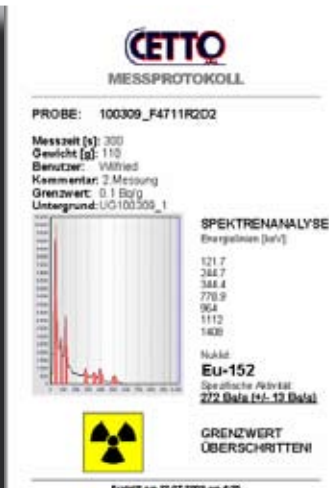 CETTO
MESSPROTOKOLL
PROBE: 100309_F4711R2D2
Messzeit [s]: 300
Gewicht [g]: 110
Benutzer: Wilfried
Kommentar: 2.Messung
Grenzwert: 0.1 Bq/g
Untergrund: UG100309_1
SPEKTRENANALYSE
Energielinien [keV]:
121.7
244.7
344.4
778.9
964
1112
1408
Nuklid:
Eu-152
Spezifische Aktivität
272 Bq/g (+/- 13 Bq/g)
GRENZWERT
ÜBERSCHRITTEN!